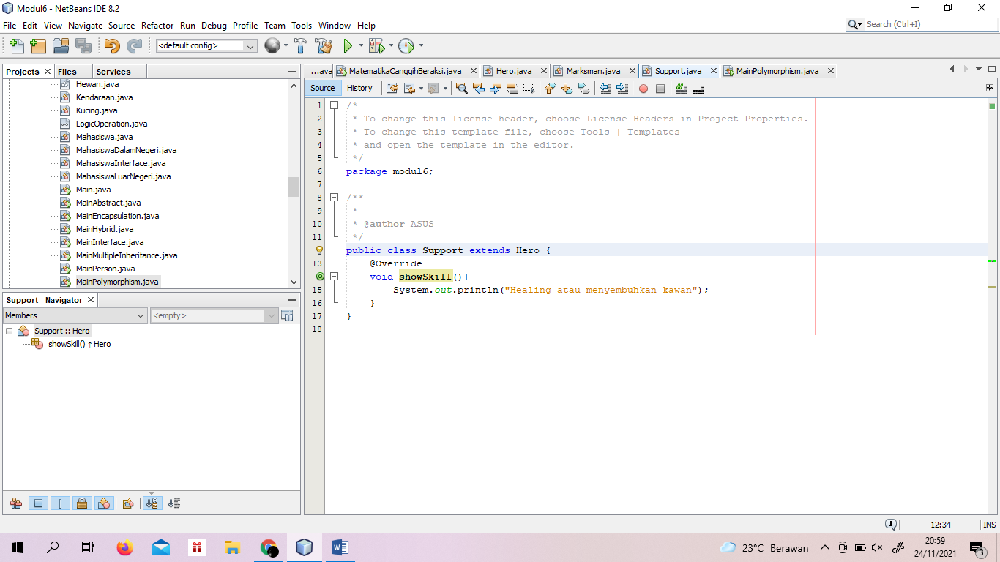 Modul6 - NetBeans IDE 8.2
File Edit View Navigate Source Refactor Run Debug Profile Team Tools Window Help
Search (Ctrl+I)
<default config>
Projects Files Services
Hewan.java
Kendaraan.java
Kucing.java
LogicOperation.java
Mahasiswa.java
MahasiswaDalamNegeri.java
MahasiswaInterface.java
MahasiswaLuarNegeri.java
Main.java
MainAbstract.java
MainEncapsulation.java
MainHybrid.java
MainInterface.java
MainMultipleInheritance.java
MainPerson.java
MainPolymorphism.java
Support - Navigator
Members <empty>
Support :: Hero
showSkill() ↑ Hero
...ava MatematikaCanggihBeraksi.java Hero.java Marksman.java Support.java MainPolymorphism.java
Source History
1 /*
2 * To change this license header, choose License Headers in Project Properties.
3 * To change this template file, choose Tools | Templates
4 * and open the template in the editor.
5 */
6 package modul6;
7
8 /**
9 *
10 * @author ASUS
11 */
public class Support extends Hero {
13 @Override
void showSkill(){
15 System.out.println("Healing atau menyembuhkan kawan");
16 }
17 }
18
1 12:34 INS
23°C Berawan
20:59
24/11/2021
3